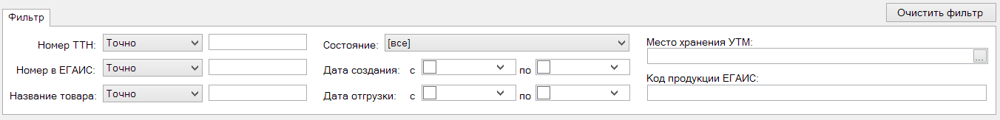 Фильтр
Очистить фильтр
Номер ТТН: Точно
Состояние: [все]
Место хранения УТМ:
...
Номер в ЕГАИС: Точно
Дата создания: с по
Код продукции ЕГАИС:
Название товара: Точно
Дата отгрузки: с по